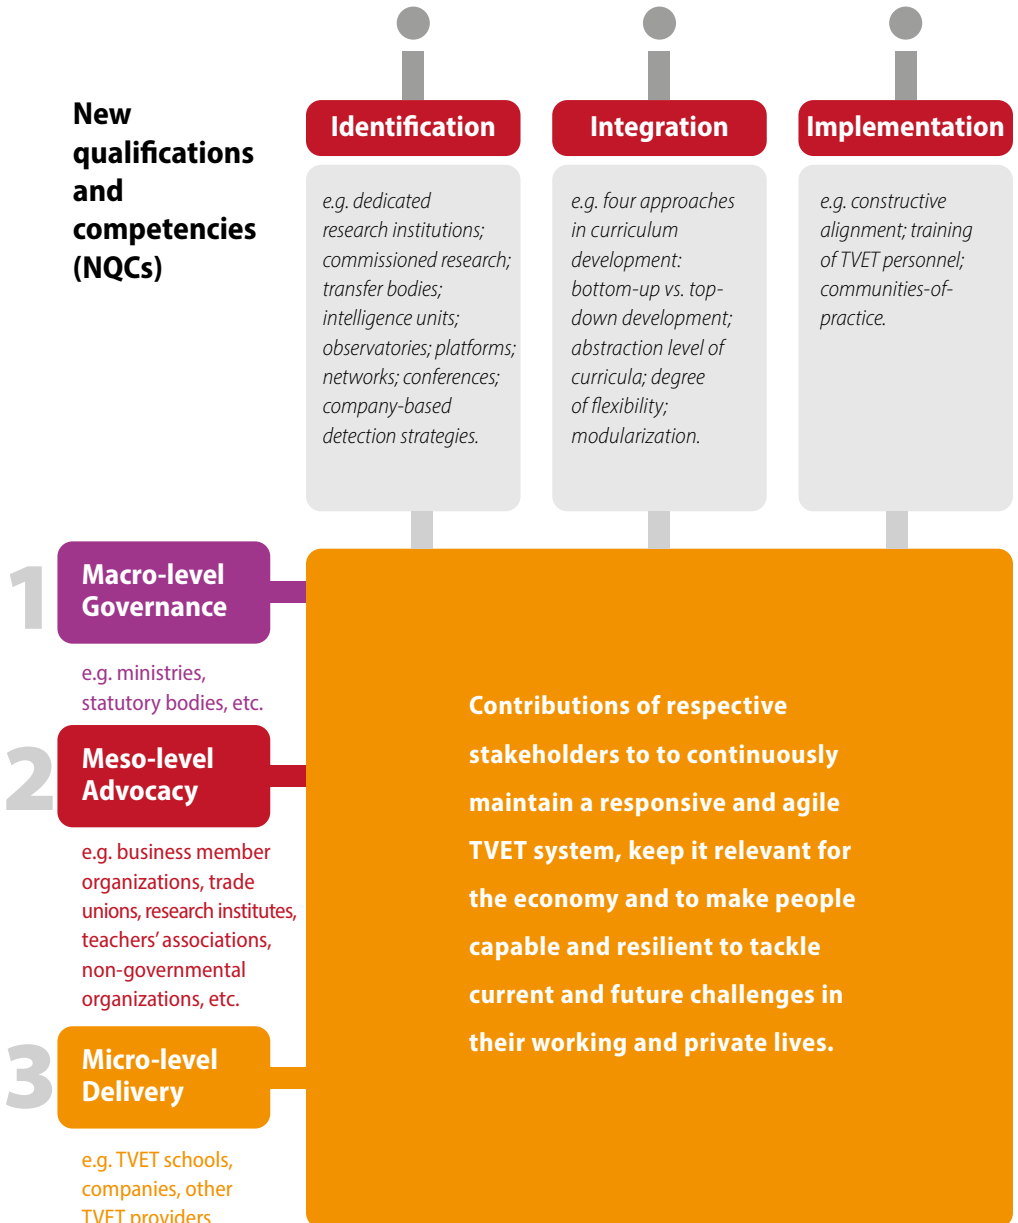 New
qualifications
and
competencies
(NQCs)
Identification
e.g. dedicated
research institutions;
commissioned research;
transfer bodies;
intelligence units;
observatories; platforms;
networks; conferences;
company-based
detection strategies.
Integration
e.g. four approaches
in curriculum
development:
bottom-up vs. top-
down development;
abstraction level of
curricula; degree
of flexibility;
modularization.
Implementation
e.g. constructive
alignment; training
of TVET personnel;
communities-of-
practice.
1
Macro-level
Governance
e.g. ministries,
statutory bodies, etc.
2
Meso-level
Advocacy
e.g. business member
organizations, trade
unions, research institutes,
teachers’ associations,
non-governmental
organizations, etc.
3
Micro-level
Delivery
e.g. TVET schools,
companies, other
TVET providers
Contributions of respective
stakeholders to to continuously
maintain a responsive and agile
TVET system, keep it relevant for
the economy and to make people
capable and resilient to tackle
current and future challenges in
their working and private lives.